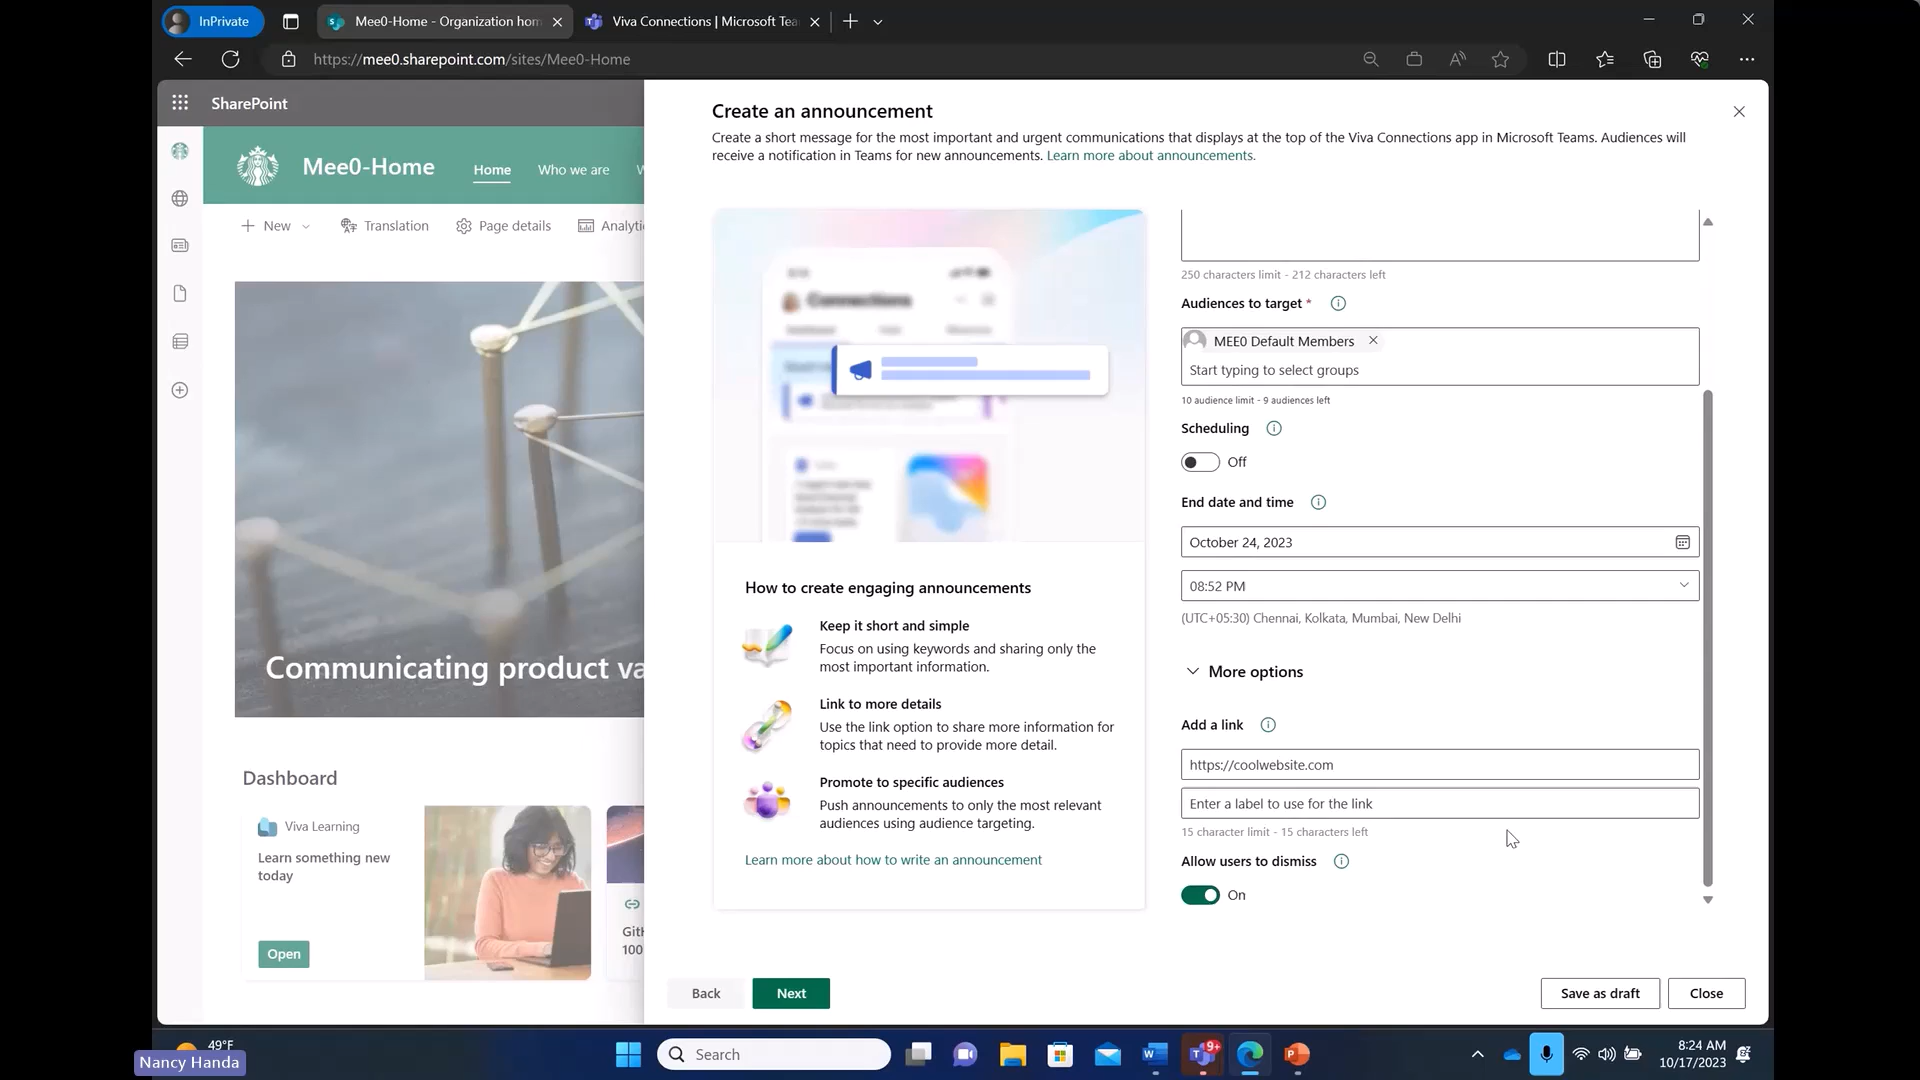 InPrivate
Mee0-Home - Organization hom
Viva Connections | Microsoft Tea
https://mee0.sharepoint.com/sites/Mee0-Home
SharePoint
Mee0-Home
Home
Who we are
W
New
Translation
Page details
Analyti
Communicating product va
Dashboard
Viva Learning
Learn something new
today
Open
GitH
100
Create an announcement
Create a short message for the most important and urgent communications that displays at the top of the Viva Connections app in Microsoft Teams. Audiences will
receive a notification in Teams for new announcements. Learn more about announcements.
Connections
How to create engaging announcements
Keep it short and simple
Focus on using keywords and sharing only the
most important information.
Link to more details
Use the link option to share more information for
topics that need to provide more detail.
Promote to specific audiences
Push announcements to only the most relevant
audiences using audience targeting.
Learn more about how to write an announcement
250 characters limit - 212 characters left
Audiences to target *
MEE0 Default Members
Start typing to select groups
10 audience limit - 9 audiences left
Scheduling
Off
End date and time
October 24, 2023
08:52 PM
(UTC+05:30) Chennai, Kolkata, Mumbai, New Delhi
More options
Add a link
https://coolwebsite.com
Enter a label to use for the link
15 character limit - 15 characters left
Allow users to dismiss
On
Back
Next
Save as draft
Close
49°F
Nancy Handa
Search
9+
8:24 AM
10/17/2023